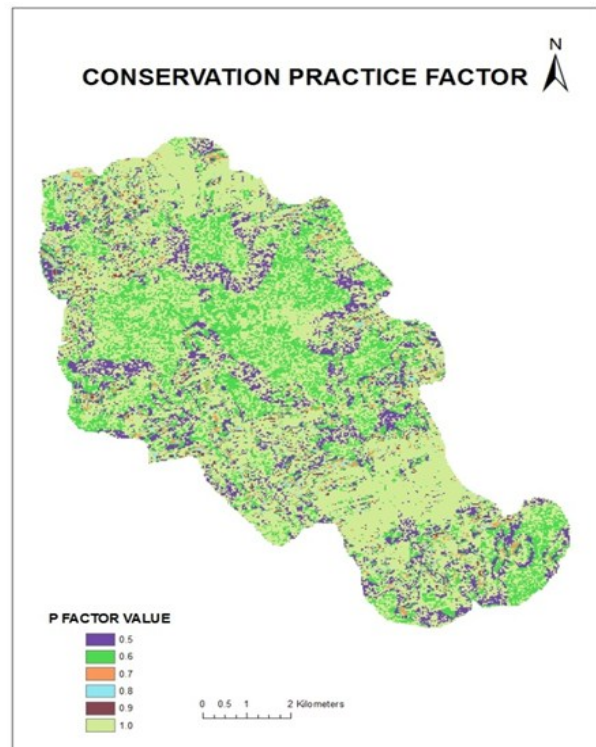 N
CONSERVATION PRACTICE FACTOR
P FACTOR VALUE
0.5
0.6
0.7
0.8
0.9
1.0
0 0.5 1 2 Kilometers